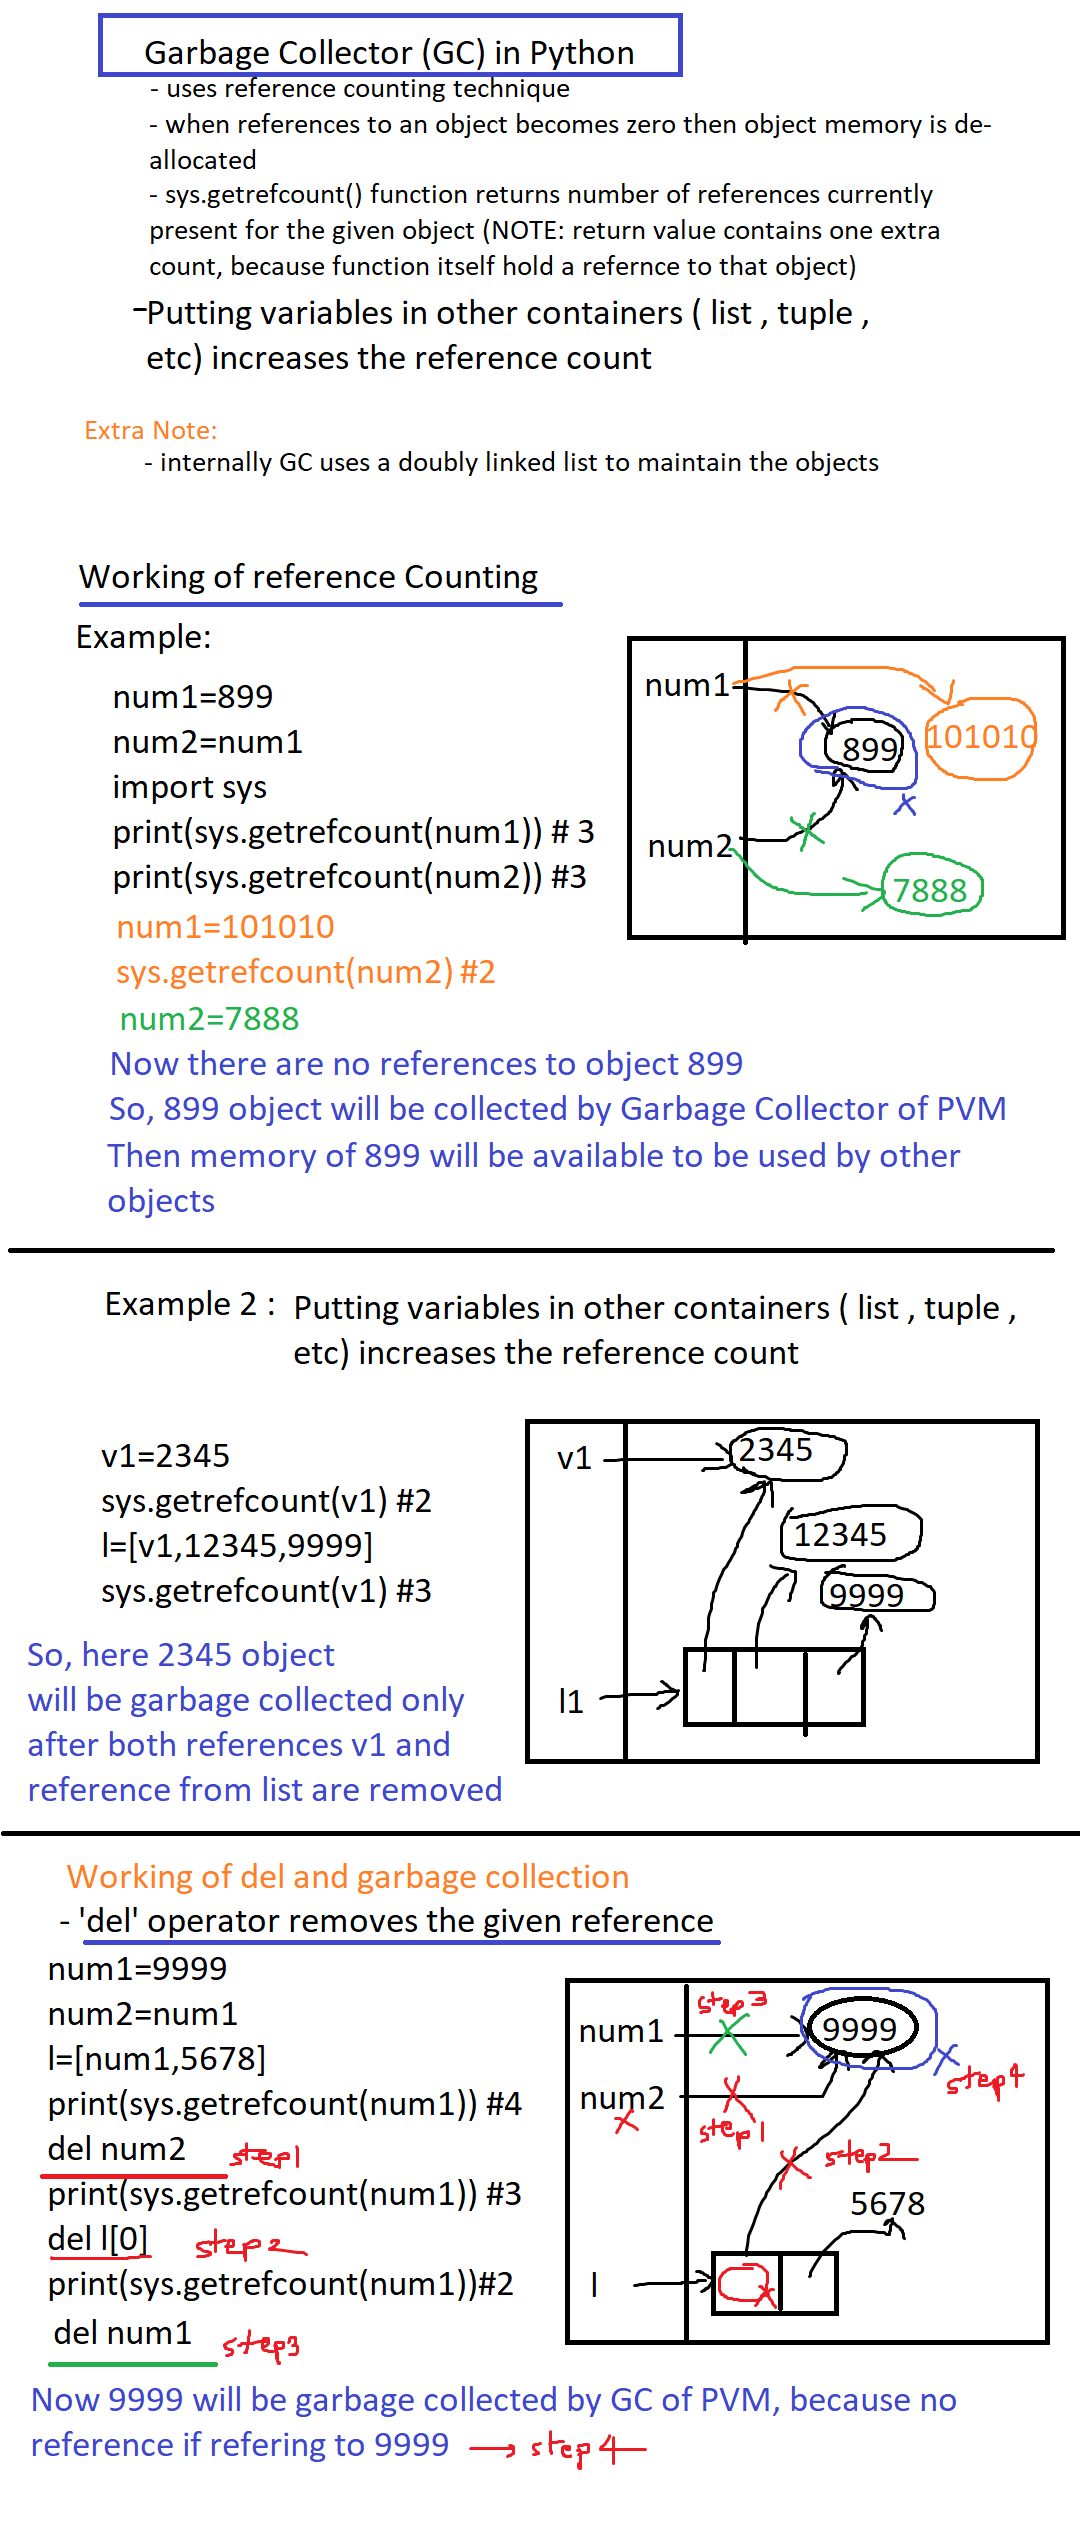 Garbage Collector (GC) in Python
- uses reference counting technique
- when references to an object becomes zero then object memory is de-
allocated
- sys.getrefcount() function returns number of references currently
present for the given object (NOTE: return value contains one extra
count, because function itself hold a refernce to that object)
-Putting variables in other containers ( list , tuple ,
etc) increases the reference count
Extra Note:
- internally GC uses a doubly linked list to maintain the objects
Working of reference Counting
Example:
num1=899
num2=num1
import sys
print(sys.getrefcount(num1)) # 3
print(sys.getrefcount(num2)) #3
num1=101010
sys.getrefcount(num2) #2
num2=7888
num1
899
101010
num2
7888
Now there are no references to object 899
So, 899 object will be collected by Garbage Collector of PVM
Then memory of 899 will be available to be used by other
objects
Example 2 : Putting variables in other containers ( list , tuple ,
etc) increases the reference count
v1=2345
sys.getrefcount(v1) #2
l=[v1,12345,9999]
sys.getrefcount(v1) #3
So, here 2345 object
will be garbage collected only
after both references v1 and
reference from list are removed
v1
2345
12345
9999
l1
Working of del and garbage collection
- 'del' operator removes the given reference
num1=9999
num2=num1
l=[num1,5678]
print(sys.getrefcount(num1)) #4
del num2 step1
print(sys.getrefcount(num1)) #3
del l[0] step2
print(sys.getrefcount(num1))#2
del num1 step3
step3
num1
9999
step4
num2
step1
step2
5678
l
Now 9999 will be garbage collected by GC of PVM, because no
reference if refering to 9999 → step4